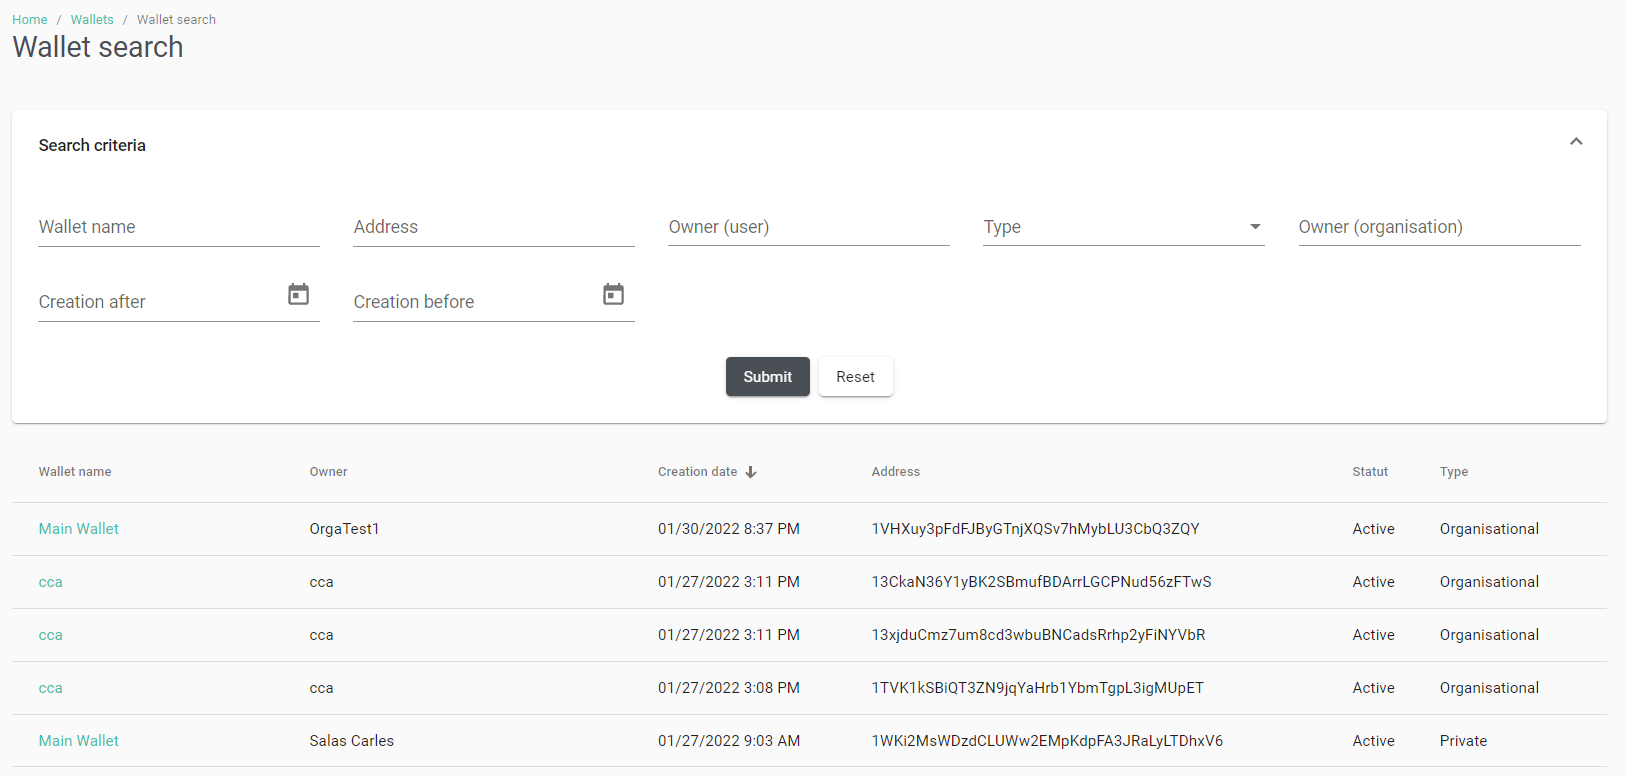 Home / Wallets / Wallet search
Wallet search
Search criteria
Wallet name Address Owner (user) Type Owner (organisation)
Creation after Creation before
Submit Reset
Wallet name Owner Creation date Address Statut Type
Main Wallet OrgaTest1 01/30/2022 8:37 PM 1VHXuy3pFdFJByGTnjXQSv7hMybLU3CbQ3ZQY Active Organisational
cca cca 01/27/2022 3:11 PM 13CkaN36Y1yBK2SBmufBDArrLGCPNud56zFTwS Active Organisational
cca cca 01/27/2022 3:11 PM 13xjduCmz7um8cd3wbuBNCadsRrhp2yFiNYVbR Active Organisational
cca cca 01/27/2022 3:08 PM 1TVK1kSBiQT3ZN9jqYaHrb1YbmTgpL3igMUpET Active Organisational
Main Wallet Salas Carles 01/27/2022 9:03 AM 1WKi2MsWDzdCLUWw2EMpKdpFA3JRaLyLTDhxV6 Active Private